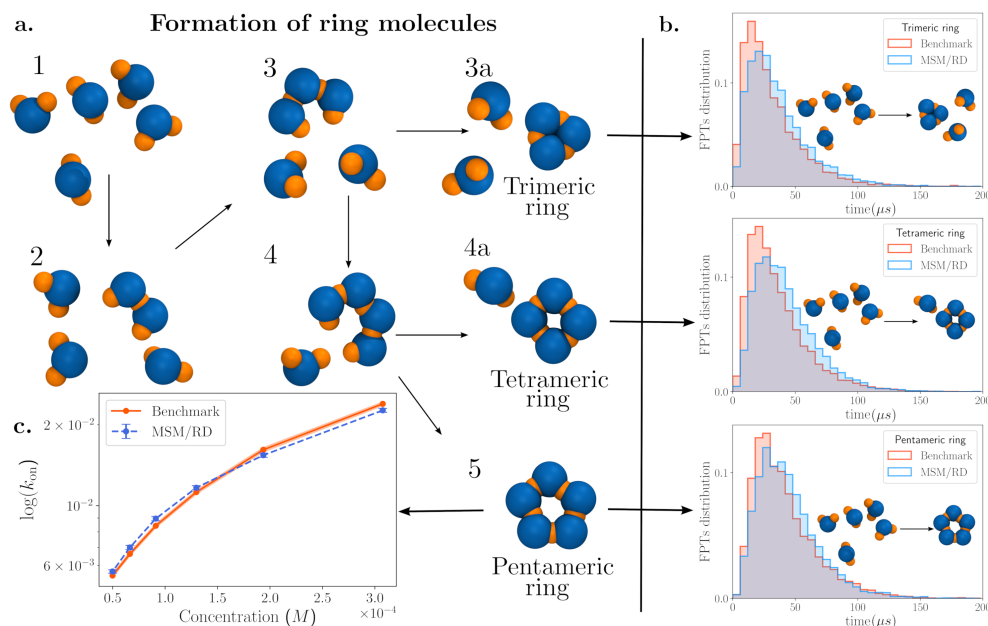 a.
Formation of ring molecules
1
3
3a
Trimeric
ring
2
4
4a
Tetrameric
ring
5
Pentameric
ring
b.
FPTs distribution
0.1
0.0
Trimeric ring
Benchmark
MSM/RD
0
50
100
150
200
time(μs)
FPTs distribution
0.1
0.0
Tetrameric ring
Benchmark
MSM/RD
0
50
100
150
200
time(μs)
FPTs distribution
0.1
0.0
Pentameric ring
Benchmark
MSM/RD
0
50
100
150
200
time(μs)
c.
Benchmark
MSM/RD
log(k_on)
2 × 10⁻²
10⁻²
6 × 10⁻³
0.5
1.0
1.5
2.0
2.5
3.0
×10⁻⁴
Concentration (M)